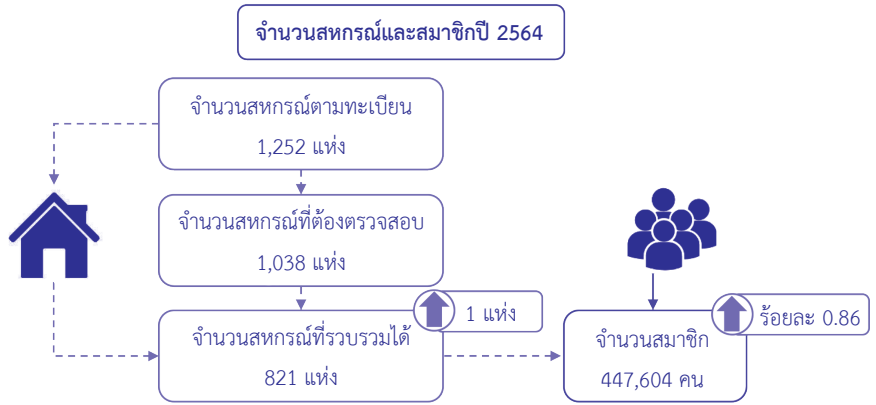 จำนวนสหกรณ์และสมาชิกปี 2564
จำนวนสหกรณ์ตามทะเบียน
1,252 แห่ง
จำนวนสหกรณ์ที่ต้องตรวจสอบ
1,038 แห่ง
1 แห่ง
จำนวนสหกรณ์ที่รวบรวมได้
821 แห่ง
ร้อยละ 0.86
จำนวนสมาชิก
447,604 คน